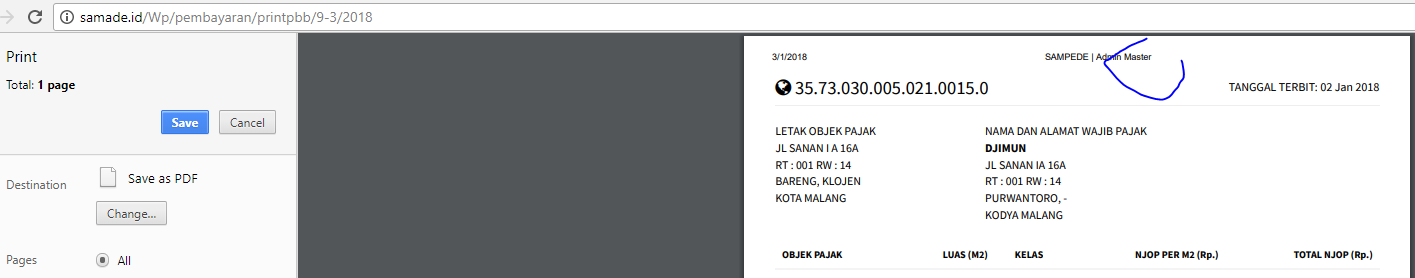 samade.id/Wp/pembayaran/printpbb/9-3/2018
Print
Total: 1 page
Save
Cancel
Destination
Save as PDF
Change...
Pages
All
3/1/2018
SAMPEDE | Admin Master
35.73.030.005.021.0015.0
TANGGAL TERBIT: 02 Jan 2018
LETAK OBJEK PAJAK
JL SANAN I A 16A
RT : 001 RW : 14
BARENG, KLOJEN
KOTA MALANG
NAMA DAN ALAMAT WAJIB PAJAK
DJIMUN
JL SANAN IA 16A
RT : 001 RW : 14
PURWANTORO, -
KODYA MALANG
OBJEK PAJAK LUAS (M2) KELAS NJOP PER M2 (Rp.) TOTAL NJOP (Rp.)